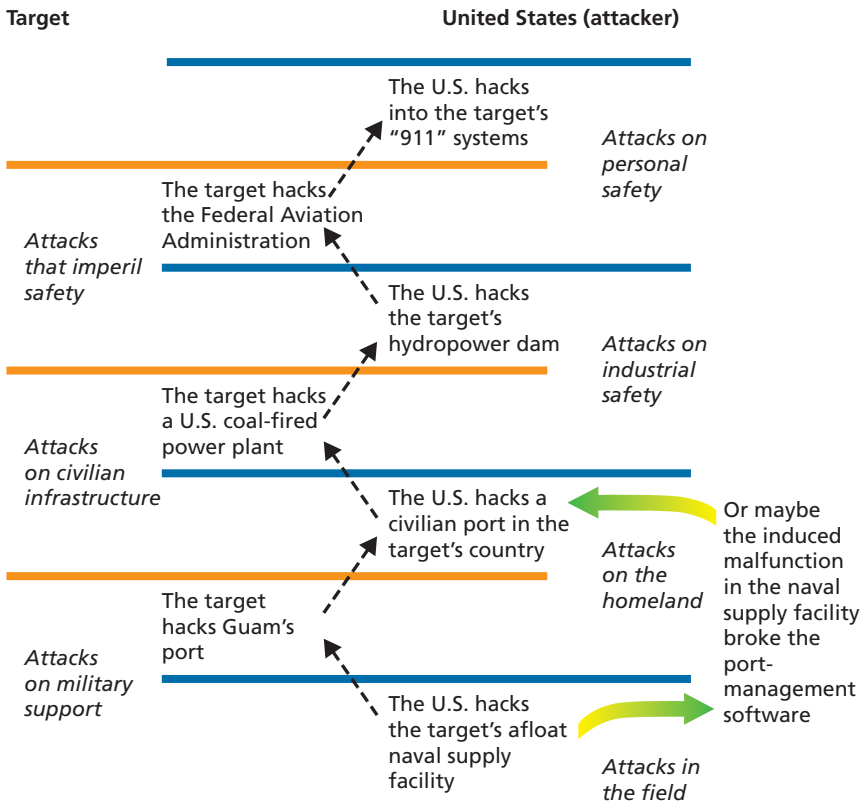 Target
United States (attacker)
The U.S. hacks
into the target’s
“911” systems
Attacks on
personal
safety
The target hacks
the Federal Aviation
Administration
Attacks
that imperil
safety
The U.S. hacks
the target’s
hydropower dam
Attacks on
industrial
safety
The target hacks
a U.S. coal-fired
power plant
Attacks
on civilian
infrastructure
The U.S. hacks a
civilian port in the
target’s country
Attacks
on the
homeland
Or maybe
the induced
malfunction
in the naval
supply facility
broke the
port-
management
software
The target
hacks Guam’s
port
Attacks
on military
support
The U.S. hacks
the target’s afloat
naval supply
facility
Attacks in
the field